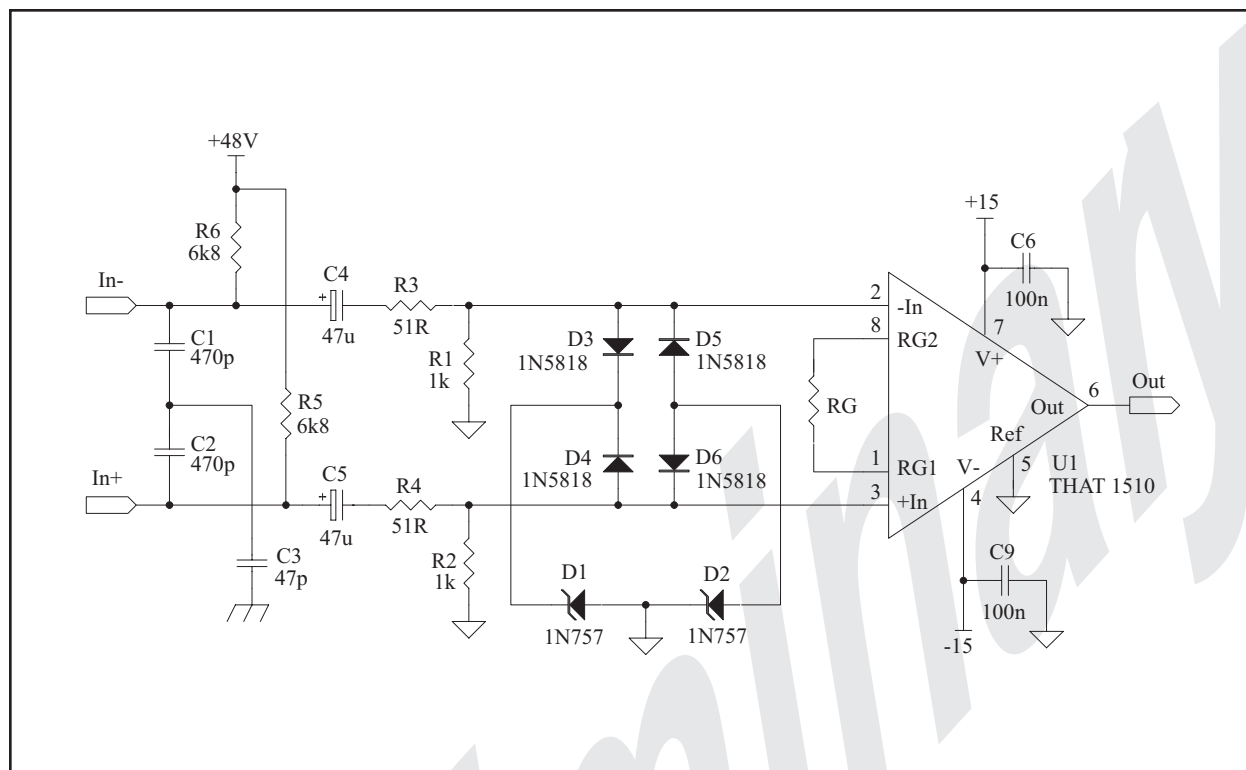 +48V
R6
6k8
In-
C1
470p
C2
470p
In+
C3
47p
R5
6k8
C4
+
47u
R3
51R
R1
1k
C5
+
47u
R4
51R
R2
1k
D3
1N5818
D5
1N5818
D4
1N5818
D6
1N5818
D1
1N757
D2
1N757
RG
+15
C6
100n
2
-In
8
RG2
7
V+
1
RG1
3
+In
V-
4
Ref
5
Out
6
Out
U1
THAT 1510
C9
100n
-15
minary